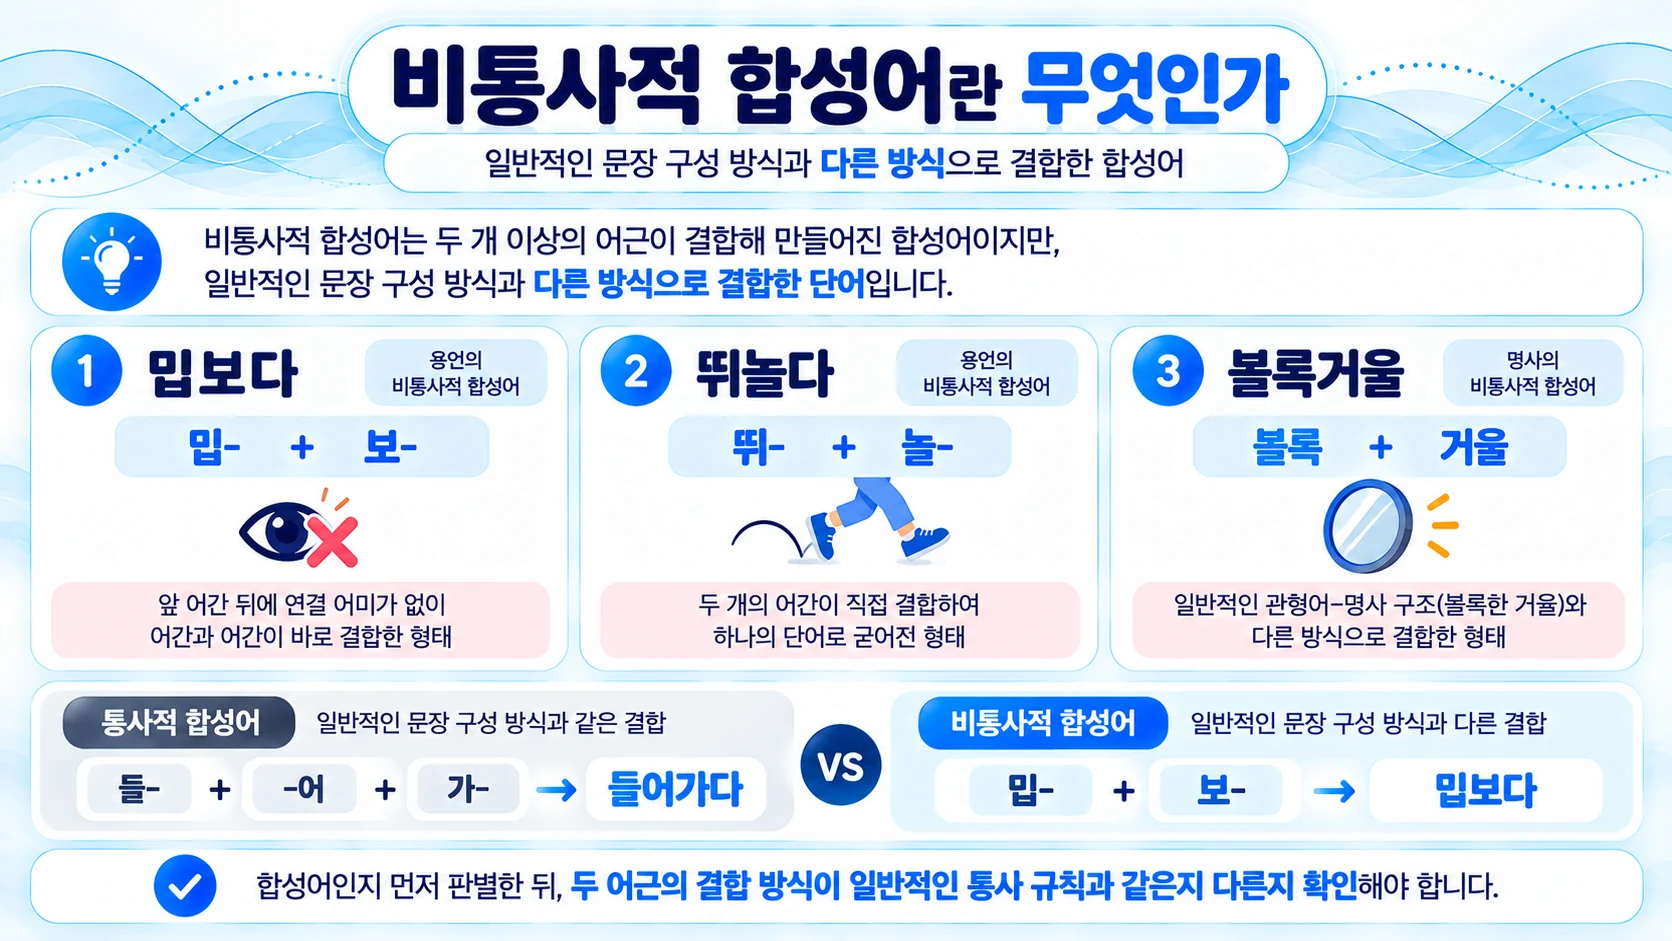 비통사적 합성어란 무엇인가
일반적인 문장 구성 방식과 다른 방식으로 결합한 합성어
비통사적 합성어는 두 개 이상의 어근이 결합해 만들어진 합성어이지만,
일반적인 문장 구성 방식과 다른 방식으로 결합한 단어입니다.
1 밉보다
용언의
비통사적 합성어
밉- + 보-
앞 어간 뒤에 연결 어미가 없이
어간과 어간이 바로 결합한 형태
2 뛰놀다
용언의
비통사적 합성어
뛰- + 놀-
두 개의 어간이 직접 결합하여
하나의 단어로 굳어전 형태
3 볼록거울
명사의
비통사적 합성어
볼록 + 거울
일반적인 관형어-명사 구조(볼록한 거율)와
다른 방식으로 결합한 형태
통사적 합성어 일반적인 문장 구성 방식과 같은 결합
들- + -어 + 가- → 들어가다
VS
비통사적 합성어 일반적인 문장 구성 방식과 다른 결합
밉- + 보- → 밉보다
합성어인지 먼저 판별한 뒤, 두 어근의 결합 방식이 일반적인 통사 규칙과 같은지 다른지 확인해야 합니다.